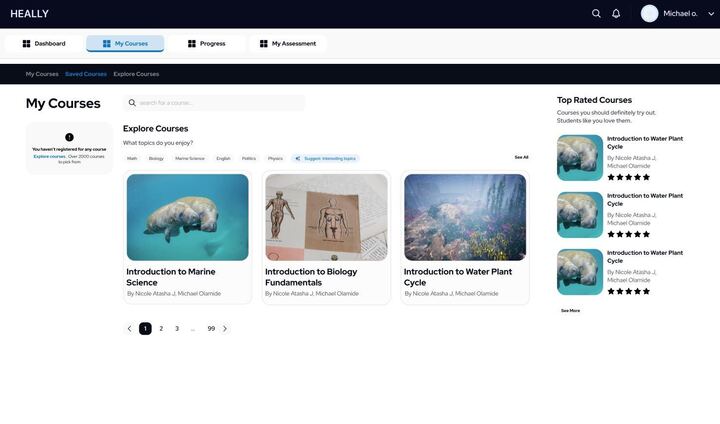 HEALLY
Michael o.
Dashboard
My Courses
Progress
My Assessment
My Courses
Saved Courses
Explore Courses
My Courses
You haven't registered for any course
Explore courses. Over 2000 courses
to pick from
search for a course...
Explore Courses
What topics do you enjoy?
Math
Biology
Marine Science
English
Politics
Physics
Suggest interesting topics
See All
Introduction to Marine
Science
By Nicole Atasha J, Michael Olamide
Introduction to Biology
Fundamentals
By Nicole Atasha J, Michael Olamide
Introduction to Water Plant
Cycle
By Nicole Atasha J, Michael Olamide
1
2
3
...
99
Top Rated Courses
Courses you should definitely try out.
Students like you love them.
Introduction to Water Plant
Cycle
By Nicole Atasha J,
Michael Olamide
Introduction to Water Plant
Cycle
By Nicole Atasha J,
Michael Olamide
Introduction to Water Plant
Cycle
By Nicole Atasha J,
Michael Olamide
See More